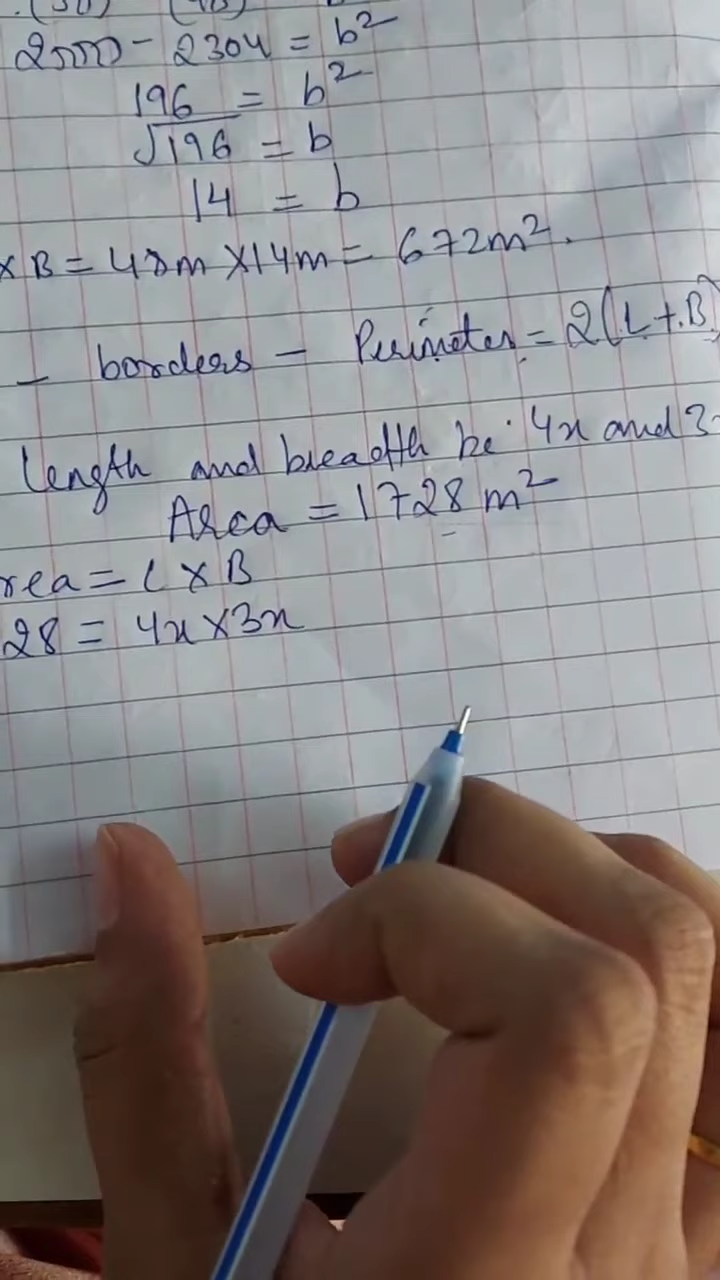 2500 - 2304 = b²
196 = b²
√196 = b
14 = b
× B = 48m × 14m = 672m².
- borders - Perimeter = 2(L+B)
length and breadth be 4x and 3
Area = 1728 m²
rea = L × B
28 = 4x × 3x